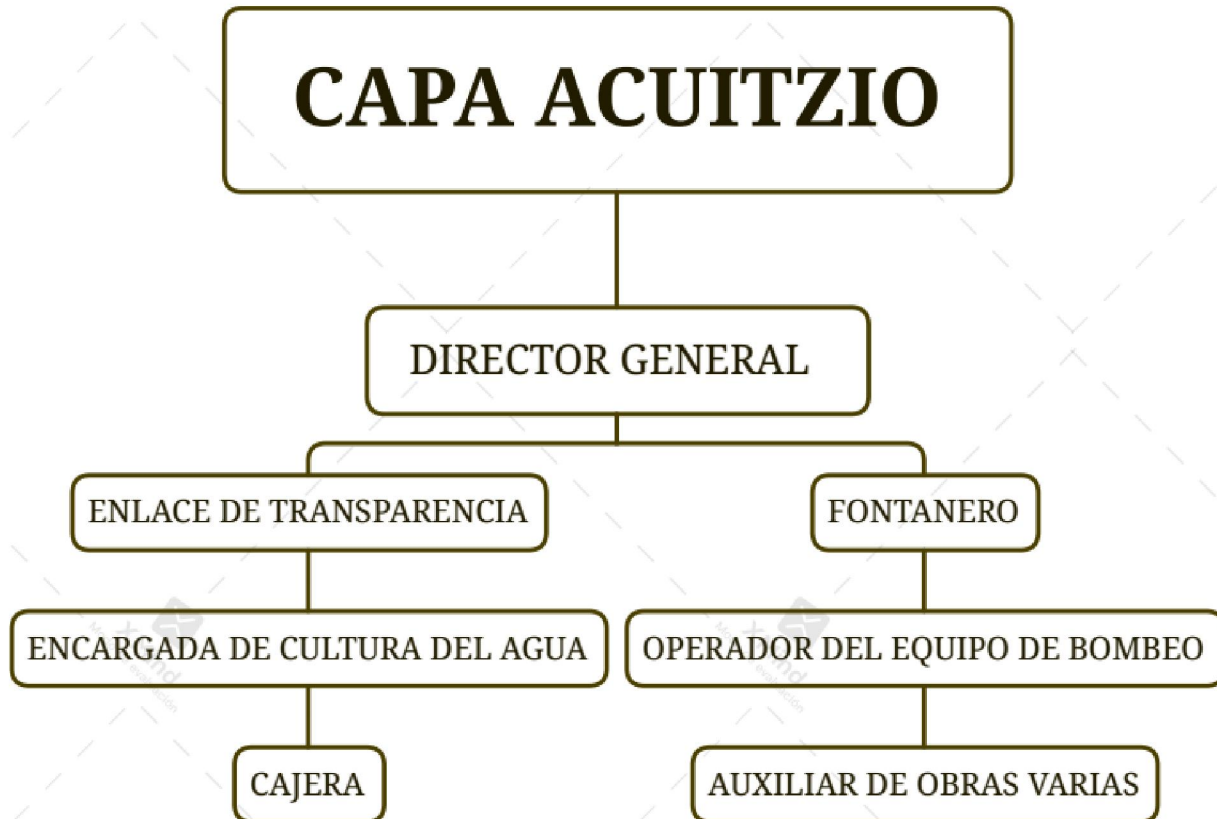 CAPA ACUITZIO
DIRECTOR GENERAL
ENLACE DE TRANSPARENCIA
FONTANERO
ENCARGADA DE CULTURA DEL AGUA
OPERADOR DEL EQUIPO DE BOMBEO
CAJERA
AUXILIAR DE OBRAS VARIAS